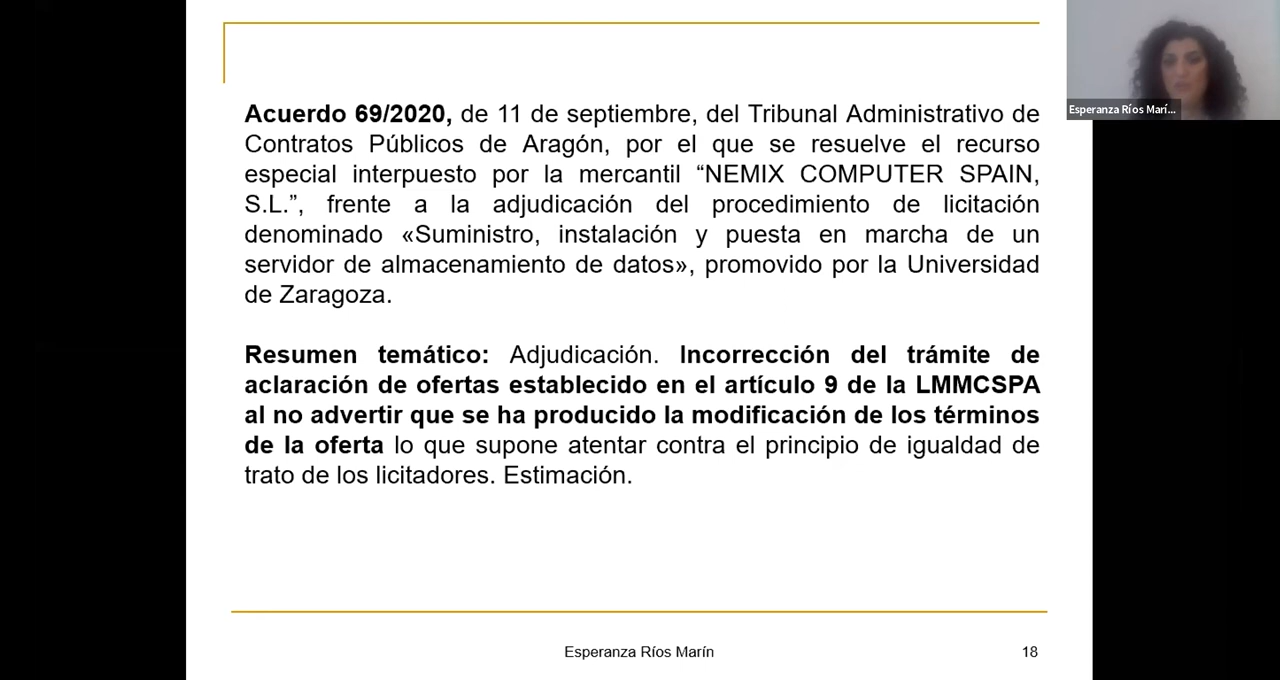 Acuerdo 69/2020, de 11 de septiembre, del Tribunal Administrativo de
Contratos Públicos de Aragón, por el que se resuelve el recurso
especial interpuesto por la mercantil “NEMIX COMPUTER SPAIN,
S.L.”, frente a la adjudicación del procedimiento de licitación
denominado «Suministro, instalación y puesta en marcha de un
servidor de almacenamiento de datos», promovido por la Universidad
de Zaragoza.
Resumen temático: Adjudicación. Incorrección del trámite de
aclaración de ofertas establecido en el artículo 9 de la LMMCSPA
al no advertir que se ha producido la modificación de los términos
de la oferta lo que supone atentar contra el principio de igualdad de
trato de los licitadores. Estimación.
Esperanza Ríos Marín
18
Esperanza Ríos Marí...